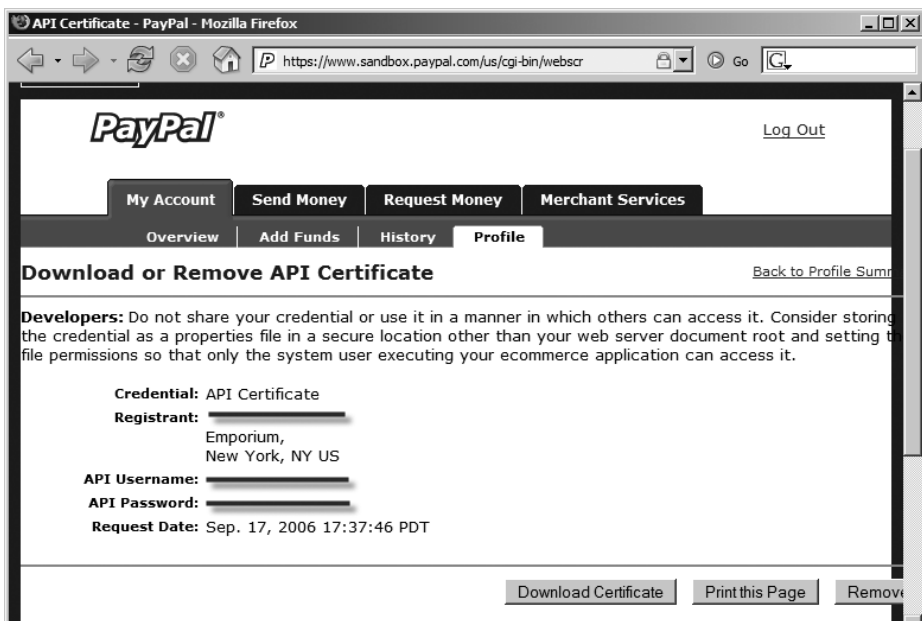 API Certificate - PayPal - Mozilla Firefox
P https://www.sandbox.paypal.com/us/cgi-bin/webscr Go G
PayPal®
Log Out
My Account Send Money Request Money Merchant Services
Overview Add Funds History Profile
Download or Remove API Certificate Back to Profile Summ
Developers: Do not share your credential or use it in a manner in which others can access it. Consider storing
the credential as a properties file in a secure location other than your web server document root and setting th
file permissions so that only the system user executing your ecommerce application can access it.
Credential: API Certificate
Registrant:
Emporium,
New York, NY US
API Username:
API Password:
Request Date: Sep. 17, 2006 17:37:46 PDT
Download Certificate Print this Page Remove